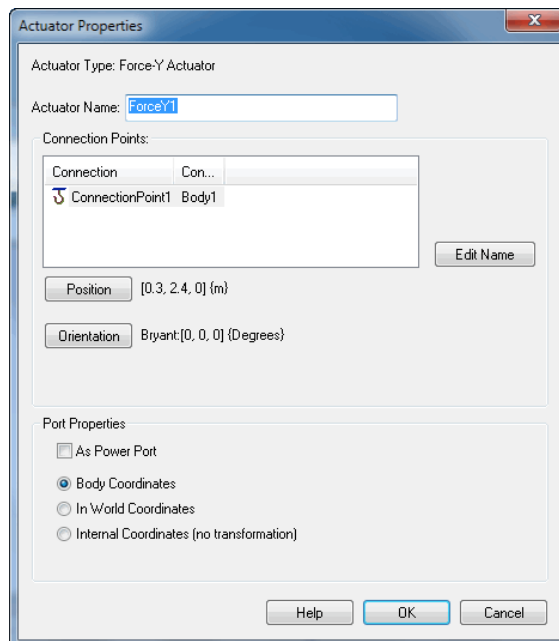 Actuator Properties
Actuator Type: Force-Y Actuator
Actuator Name: ForceY1
Connection Points:
Connection Con...
ConnectionPoint1 Body1
Edit Name
Position [0.3, 2.4, 0] {m}
Orientation Bryant:[0, 0, 0] {Degrees}
Port Properties
As Power Port
Body Coordinates
In World Coordinates
Internal Coordinates (no transformation)
Help OK Cancel